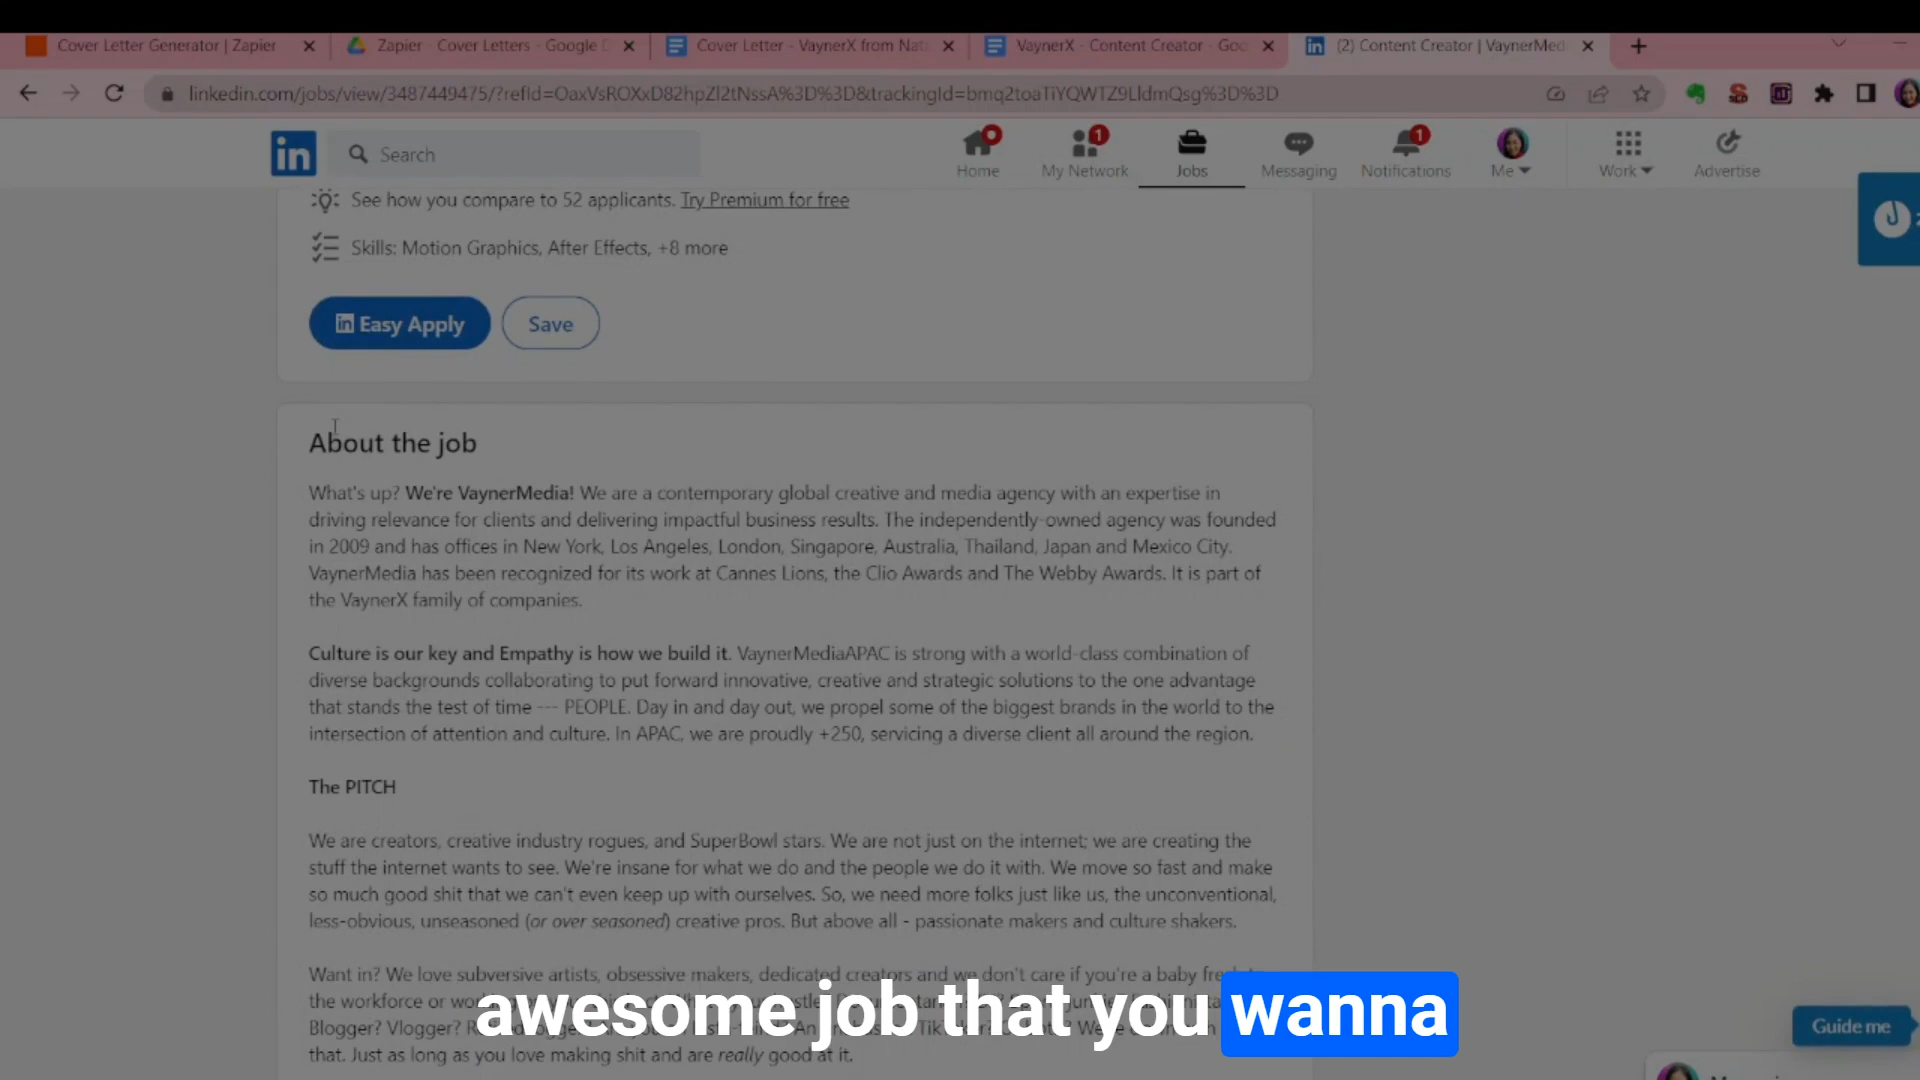 Cover Letter Generator | Zapier
Zapier - Cover Letters - Google
Cover Letter - VaynerX from Nat
VaynerX - Content Creator - Goo
(2) Content Creator | VaynerMed
linkedin.com/jobs/view/3487449475/?refId=OaxVsROXxD82hpZl2tNssA%3D%3D&trackingId=bmq2toaTiYQWTZ9LldmQsg%3D%3D
in
Search
1
1
Home
My Network
Jobs
Messaging
Notifications
Me
Work
Advertise
See how you compare to 52 applicants. Try Premium for free
Skills: Motion Graphics, After Effects, +8 more
in Easy Apply
Save
About the job
What's up? We're VaynerMedia! We are a contemporary global creative and media agency with an expertise in
driving relevance for clients and delivering impactful business results. The independently-owned agency was founded
in 2009 and has offices in New York, Los Angeles, London, Singapore, Australia, Thailand, Japan and Mexico City.
VaynerMedia has been recognized for its work at Cannes Lions, the Clio Awards and The Webby Awards. It is part of
the VaynerX family of companies.
Culture is our key and Empathy is how we build it. VaynerMediaAPAC is strong with a world-class combination of
diverse backgrounds collaborating to put forward innovative, creative and strategic solutions to the one advantage
that stands the test of time --- PEOPLE. Day in and day out, we propel some of the biggest brands in the world to the
intersection of attention and culture. In APAC, we are proudly +250, servicing a diverse client all around the region.
The PITCH
We are creators, creative industry rogues, and SuperBowl stars. We are not just on the internet; we are creating the
stuff the internet wants to see. We're insane for what we do and the people we do it with. We move so fast and make
so much good shit that we can't even keep up with ourselves. So, we need more folks just like us, the unconventional,
less-obvious, unseasoned (or over seasoned) creative pros. But above all - passionate makers and culture shakers.
Want in? We love subversive artists, obsessive makers, dedicated creators and we don't care if you're a baby
the workforce or
Blogger? Vlogger?
that. Just as long as you love making shit and are really good at it.
awesome job that you wanna
Guide me